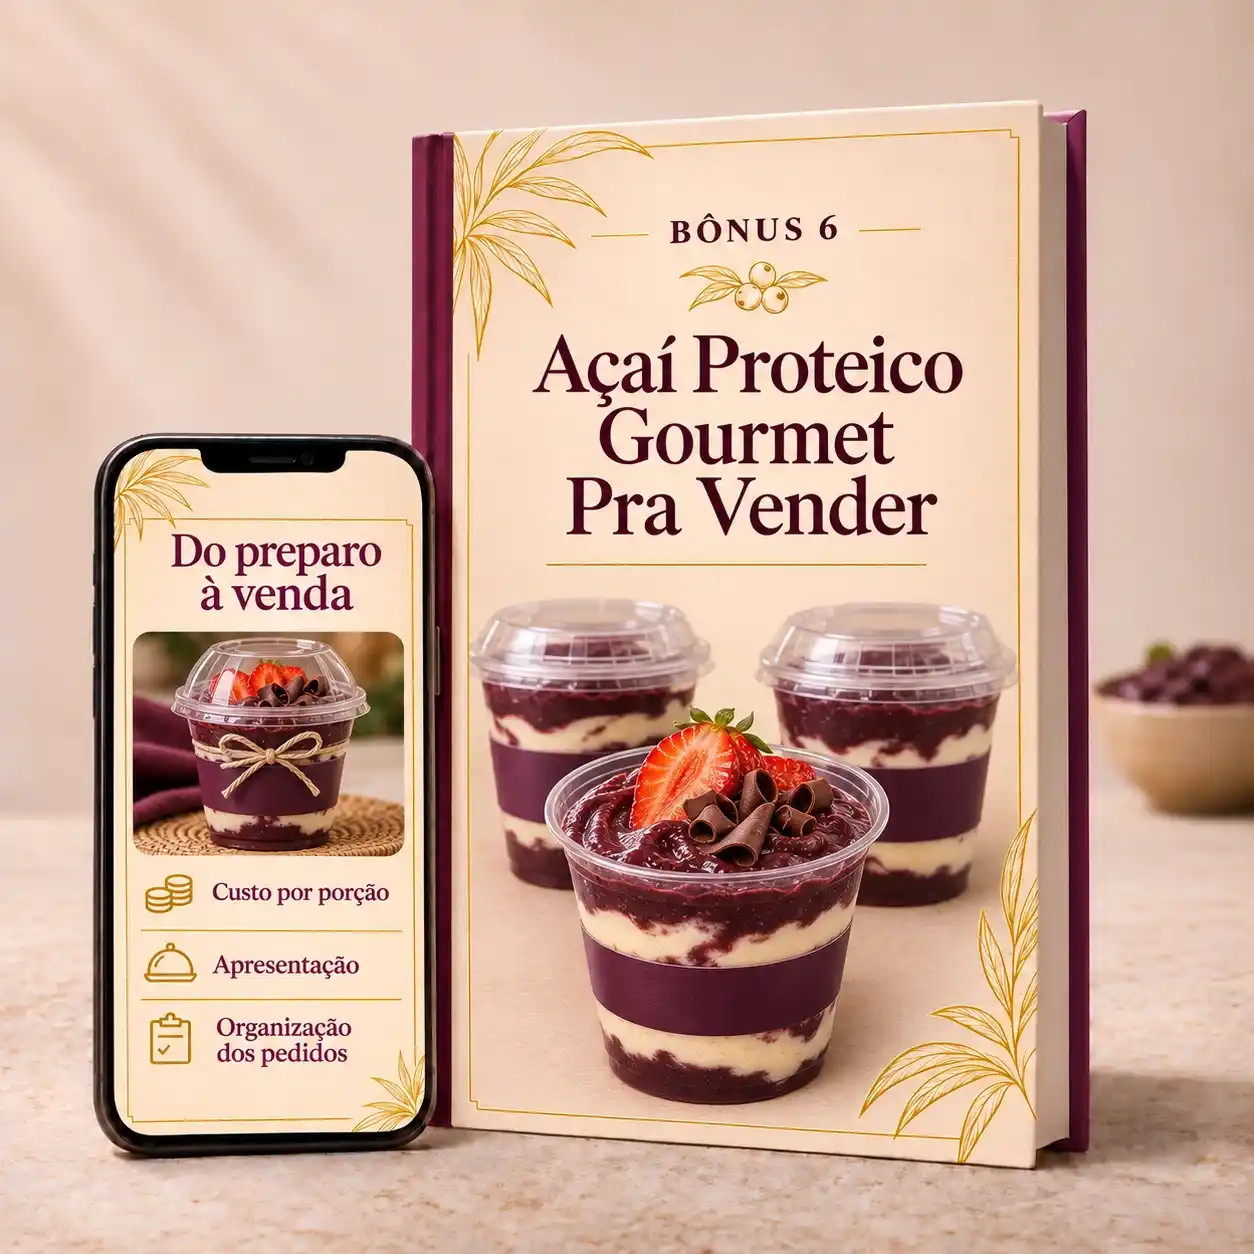 BÔNUS 6
Açaí Proteico
Gourmet
Pra Vender
Do preparo
à venda
Custo por porção
Apresentação
Organização
dos pedidos